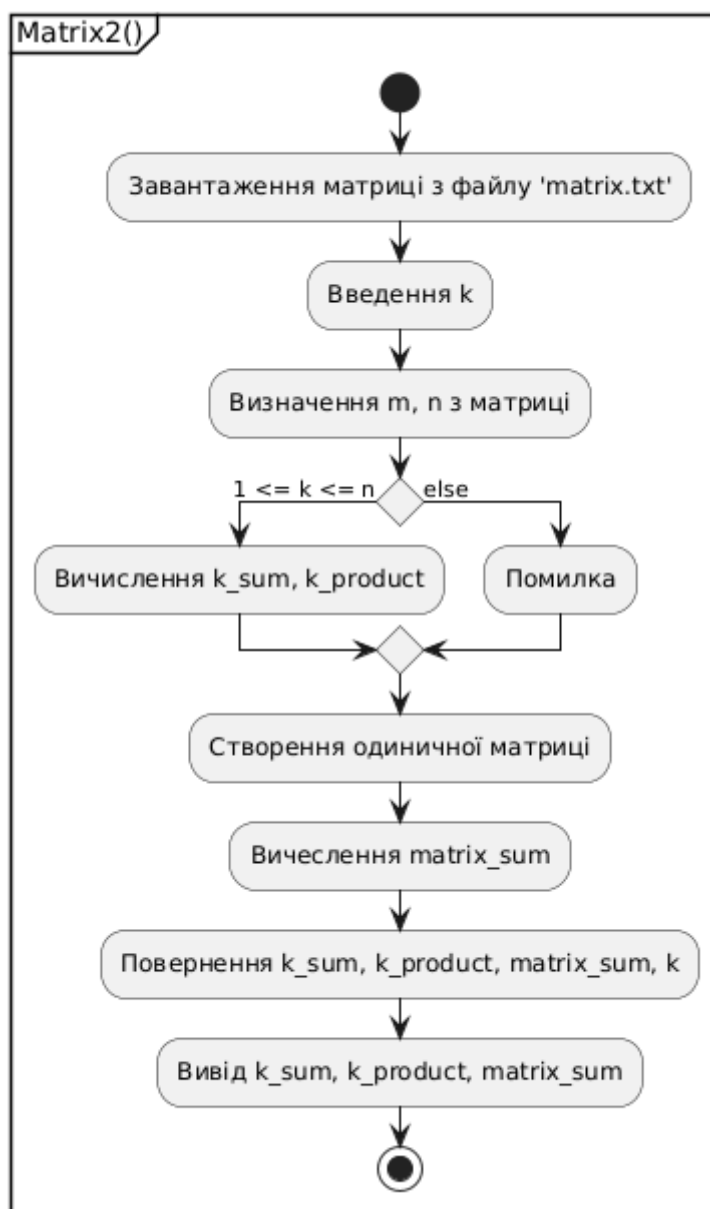 Matrix2()
Завантаження матриці з файлу 'matrix.txt'
Введення k
Визначення m, n з матриці
1 <= k <= n
else
Вичислення k_sum, k_product
Помилка
Створення одиничної матриці
Вичеслення matrix_sum
Повернення k_sum, k_product, matrix_sum, k
Вивід k_sum, k_product, matrix_sum